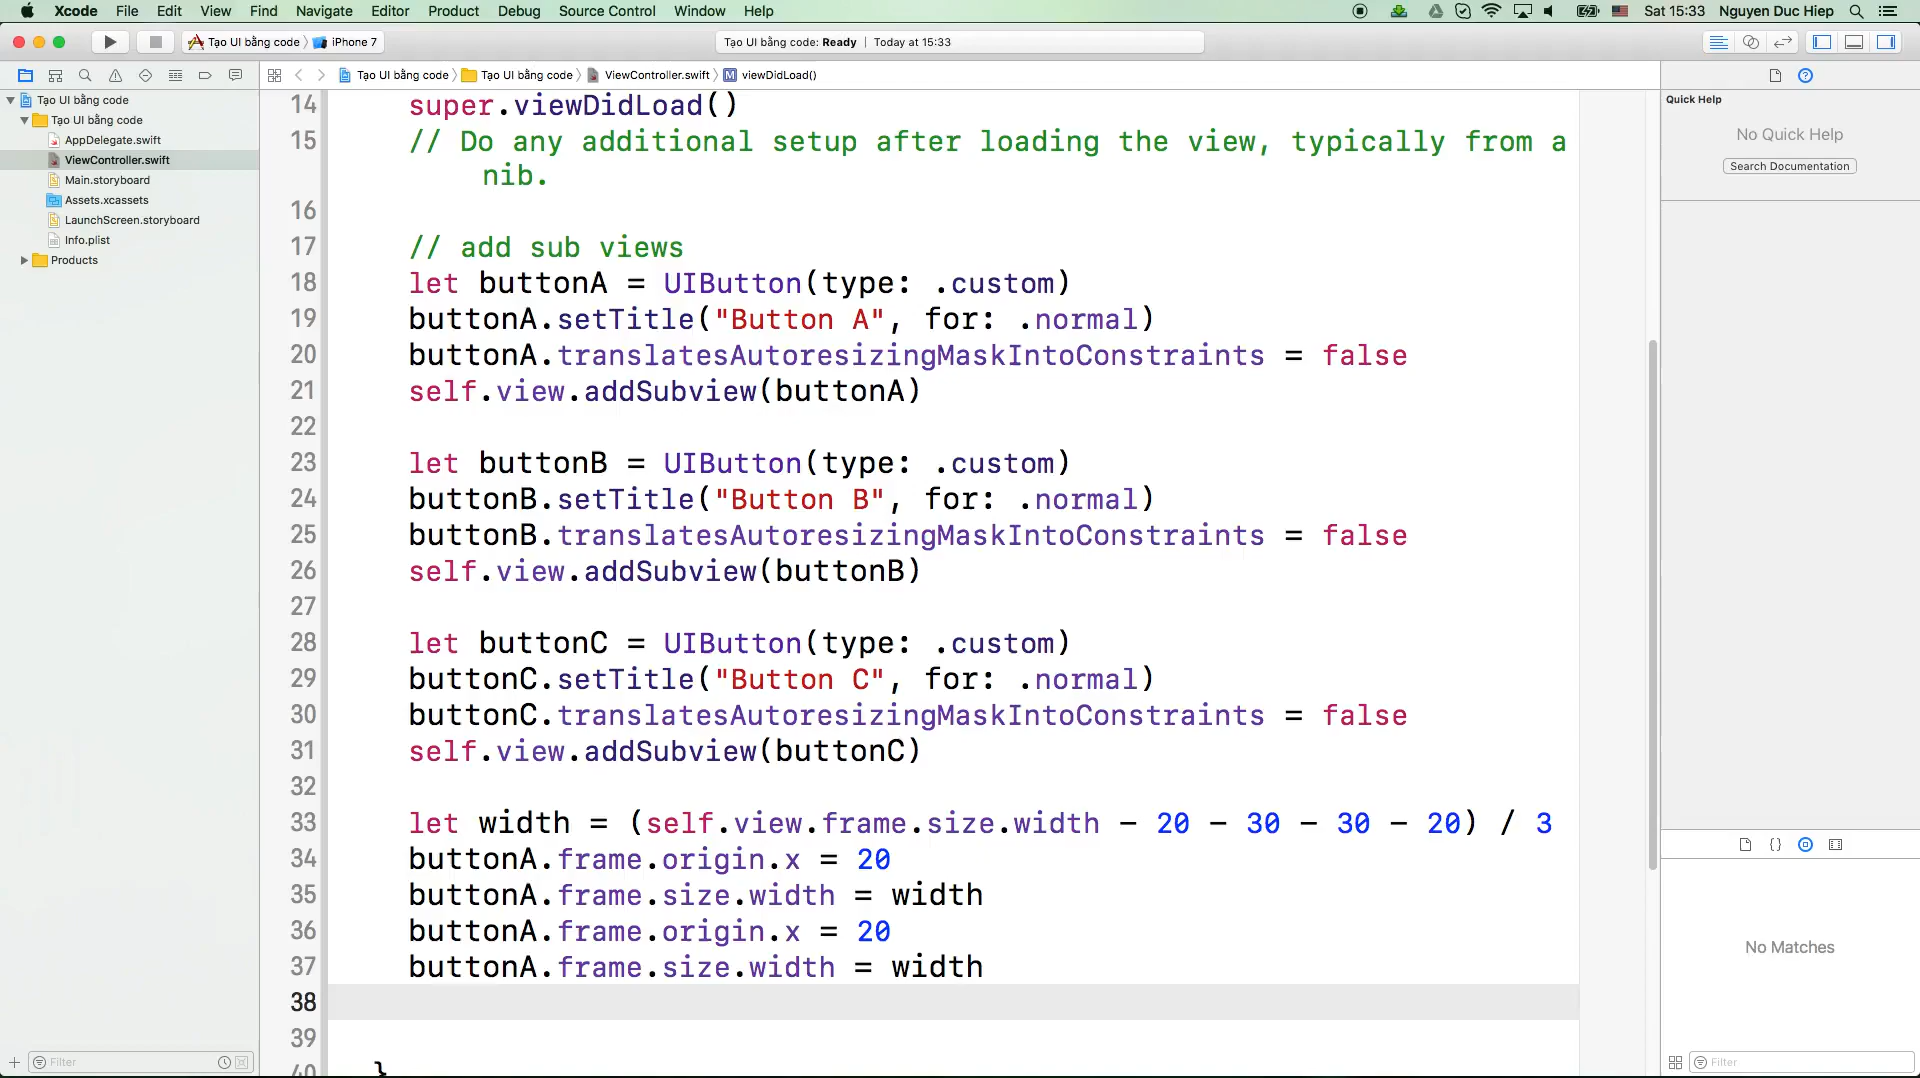 Xcode File Edit View Find Navigate Editor Product Debug Source Control Window Help Sat 15:33 Nguyen Duc Hiep
Tạo UI bằng code iPhone 7 Tạo UI bằng code: Ready Today at 15:33
Tạo UI bằng code Tạo UI bằng code ViewController.swift M viewDidLoad()
Tạo UI bằng code
Tạo UI bằng code
AppDelegate.swift
ViewController.swift
Main.storyboard
Assets.xcassets
LaunchScreen.storyboard
Info.plist
Products
Filter
14 super.viewDidLoad()
15 // Do any additional setup after loading the view, typically from a
nib.
16
17 // add sub views
18 let buttonA = UIButton(type: .custom)
19 buttonA.setTitle("Button A", for: .normal)
20 buttonA.translatesAutoresizingMaskIntoConstraints = false
21 self.view.addSubview(buttonA)
22
23 let buttonB = UIButton(type: .custom)
24 buttonB.setTitle("Button B", for: .normal)
25 buttonB.translatesAutoresizingMaskIntoConstraints = false
26 self.view.addSubview(buttonB)
27
28 let buttonC = UIButton(type: .custom)
29 buttonC.setTitle("Button C", for: .normal)
30 buttonC.translatesAutoresizingMaskIntoConstraints = false
31 self.view.addSubview(buttonC)
32
33 let width = (self.view.frame.size.width - 20 - 30 - 30 - 20) / 3
34 buttonA.frame.origin.x = 20
35 buttonA.frame.size.width = width
36 buttonA.frame.origin.x = 20
37 buttonA.frame.size.width = width
38
39
40 }
Quick Help
No Quick Help
Search Documentation
No Matches
Filter